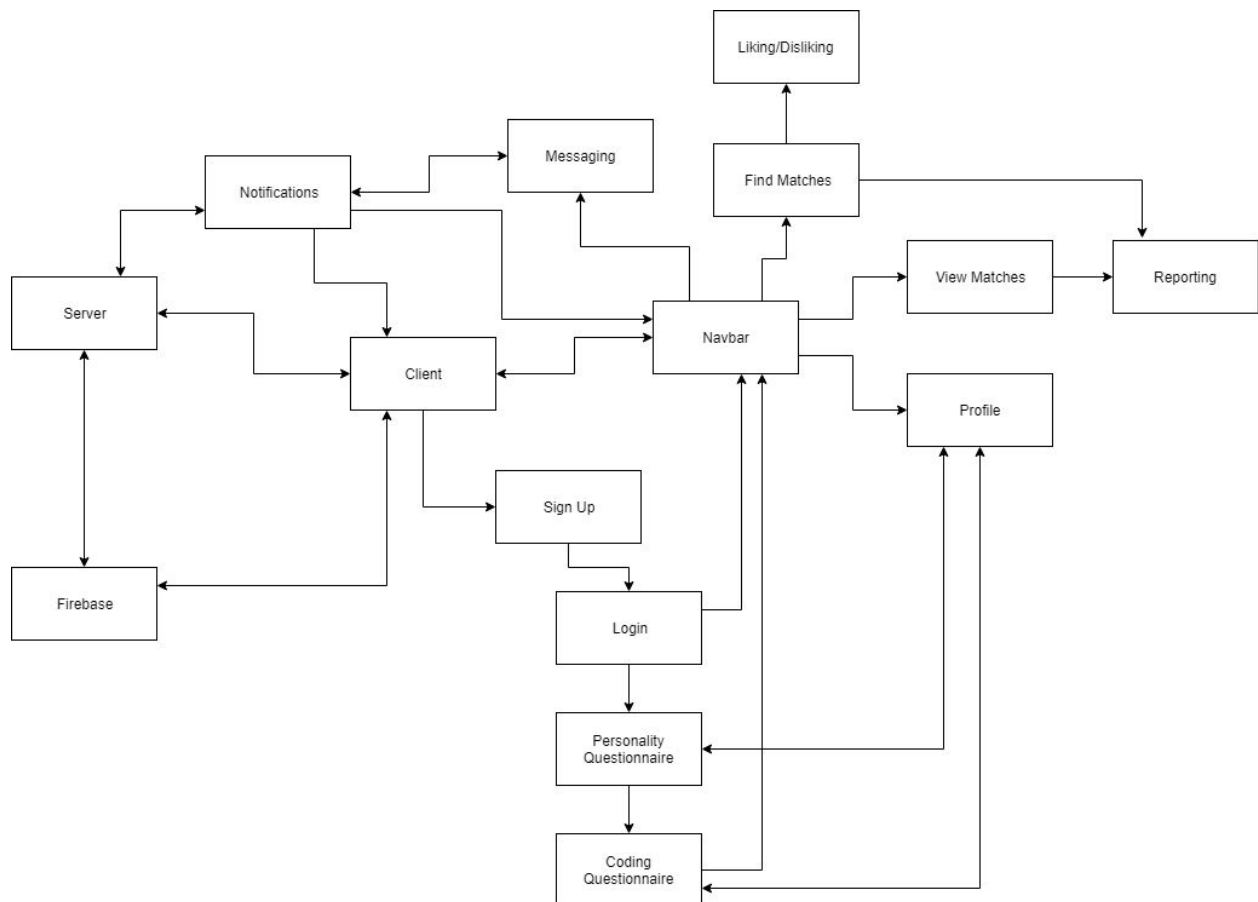 Liking/Disliking
Messaging
Find Matches
Notifications
View Matches
Reporting
Server
Navbar
Client
Profile
Sign Up
Firebase
Login
Personality
Questionnaire
Coding
Questionnaire